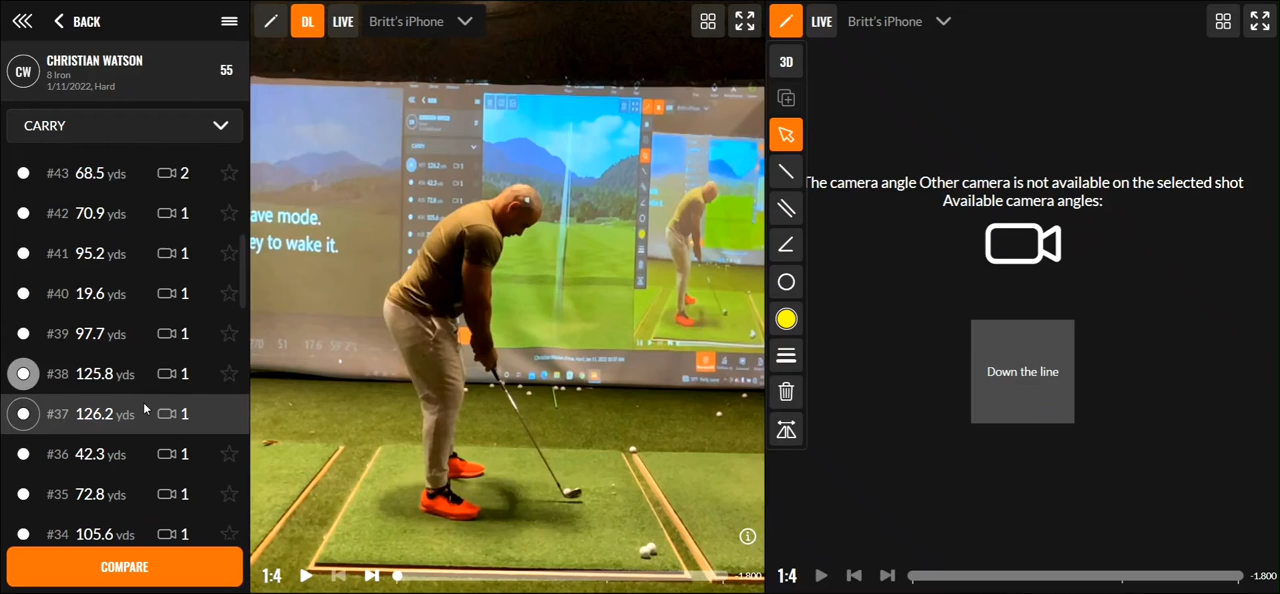 BACK
CW
CHRISTIAN WATSON
8 Iron
1/11/2022, Hard
55
CARRY
#43 68.5 yds 2
#42 70.9 yds 1
#41 95.2 yds 1
#40 19.6 yds 1
#39 97.7 yds 1
#38 125.8 yds 1
#37 126.2 yds 1
#36 42.3 yds 1
#35 72.8 yds 1
#34 105.6 yds 1
COMPARE
DL LIVE Britt's iPhone
ave mode.
ey to wake it.
1:4
-1.800
LIVE Britt's iPhone
3D
The camera angle Other camera is not available on the selected shot
Available camera angles:
Down the line
1:4
-1.800